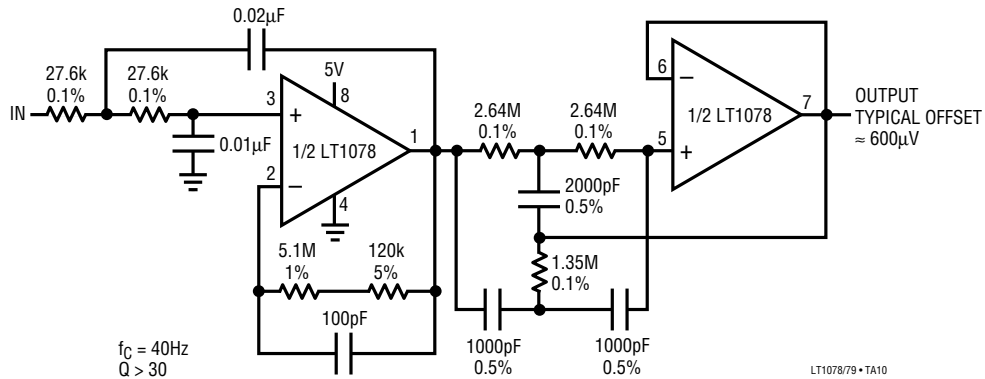 0.02µF
27.6k
0.1%
27.6k
0.1%
IN
0.01µF
3
+
2
−
5V
8
1/2 LT1078
1
4
5.1M
1%
120k
5%
100pF
fC = 40Hz
Q > 30
2.64M
0.1%
2.64M
0.1%
2000pF
0.5%
1.35M
0.1%
1000pF
0.5%
1000pF
0.5%
6
−
5
+
1/2 LT1078
7
OUTPUT
TYPICAL OFFSET
≈ 600µV
LT1078/79 • TA10